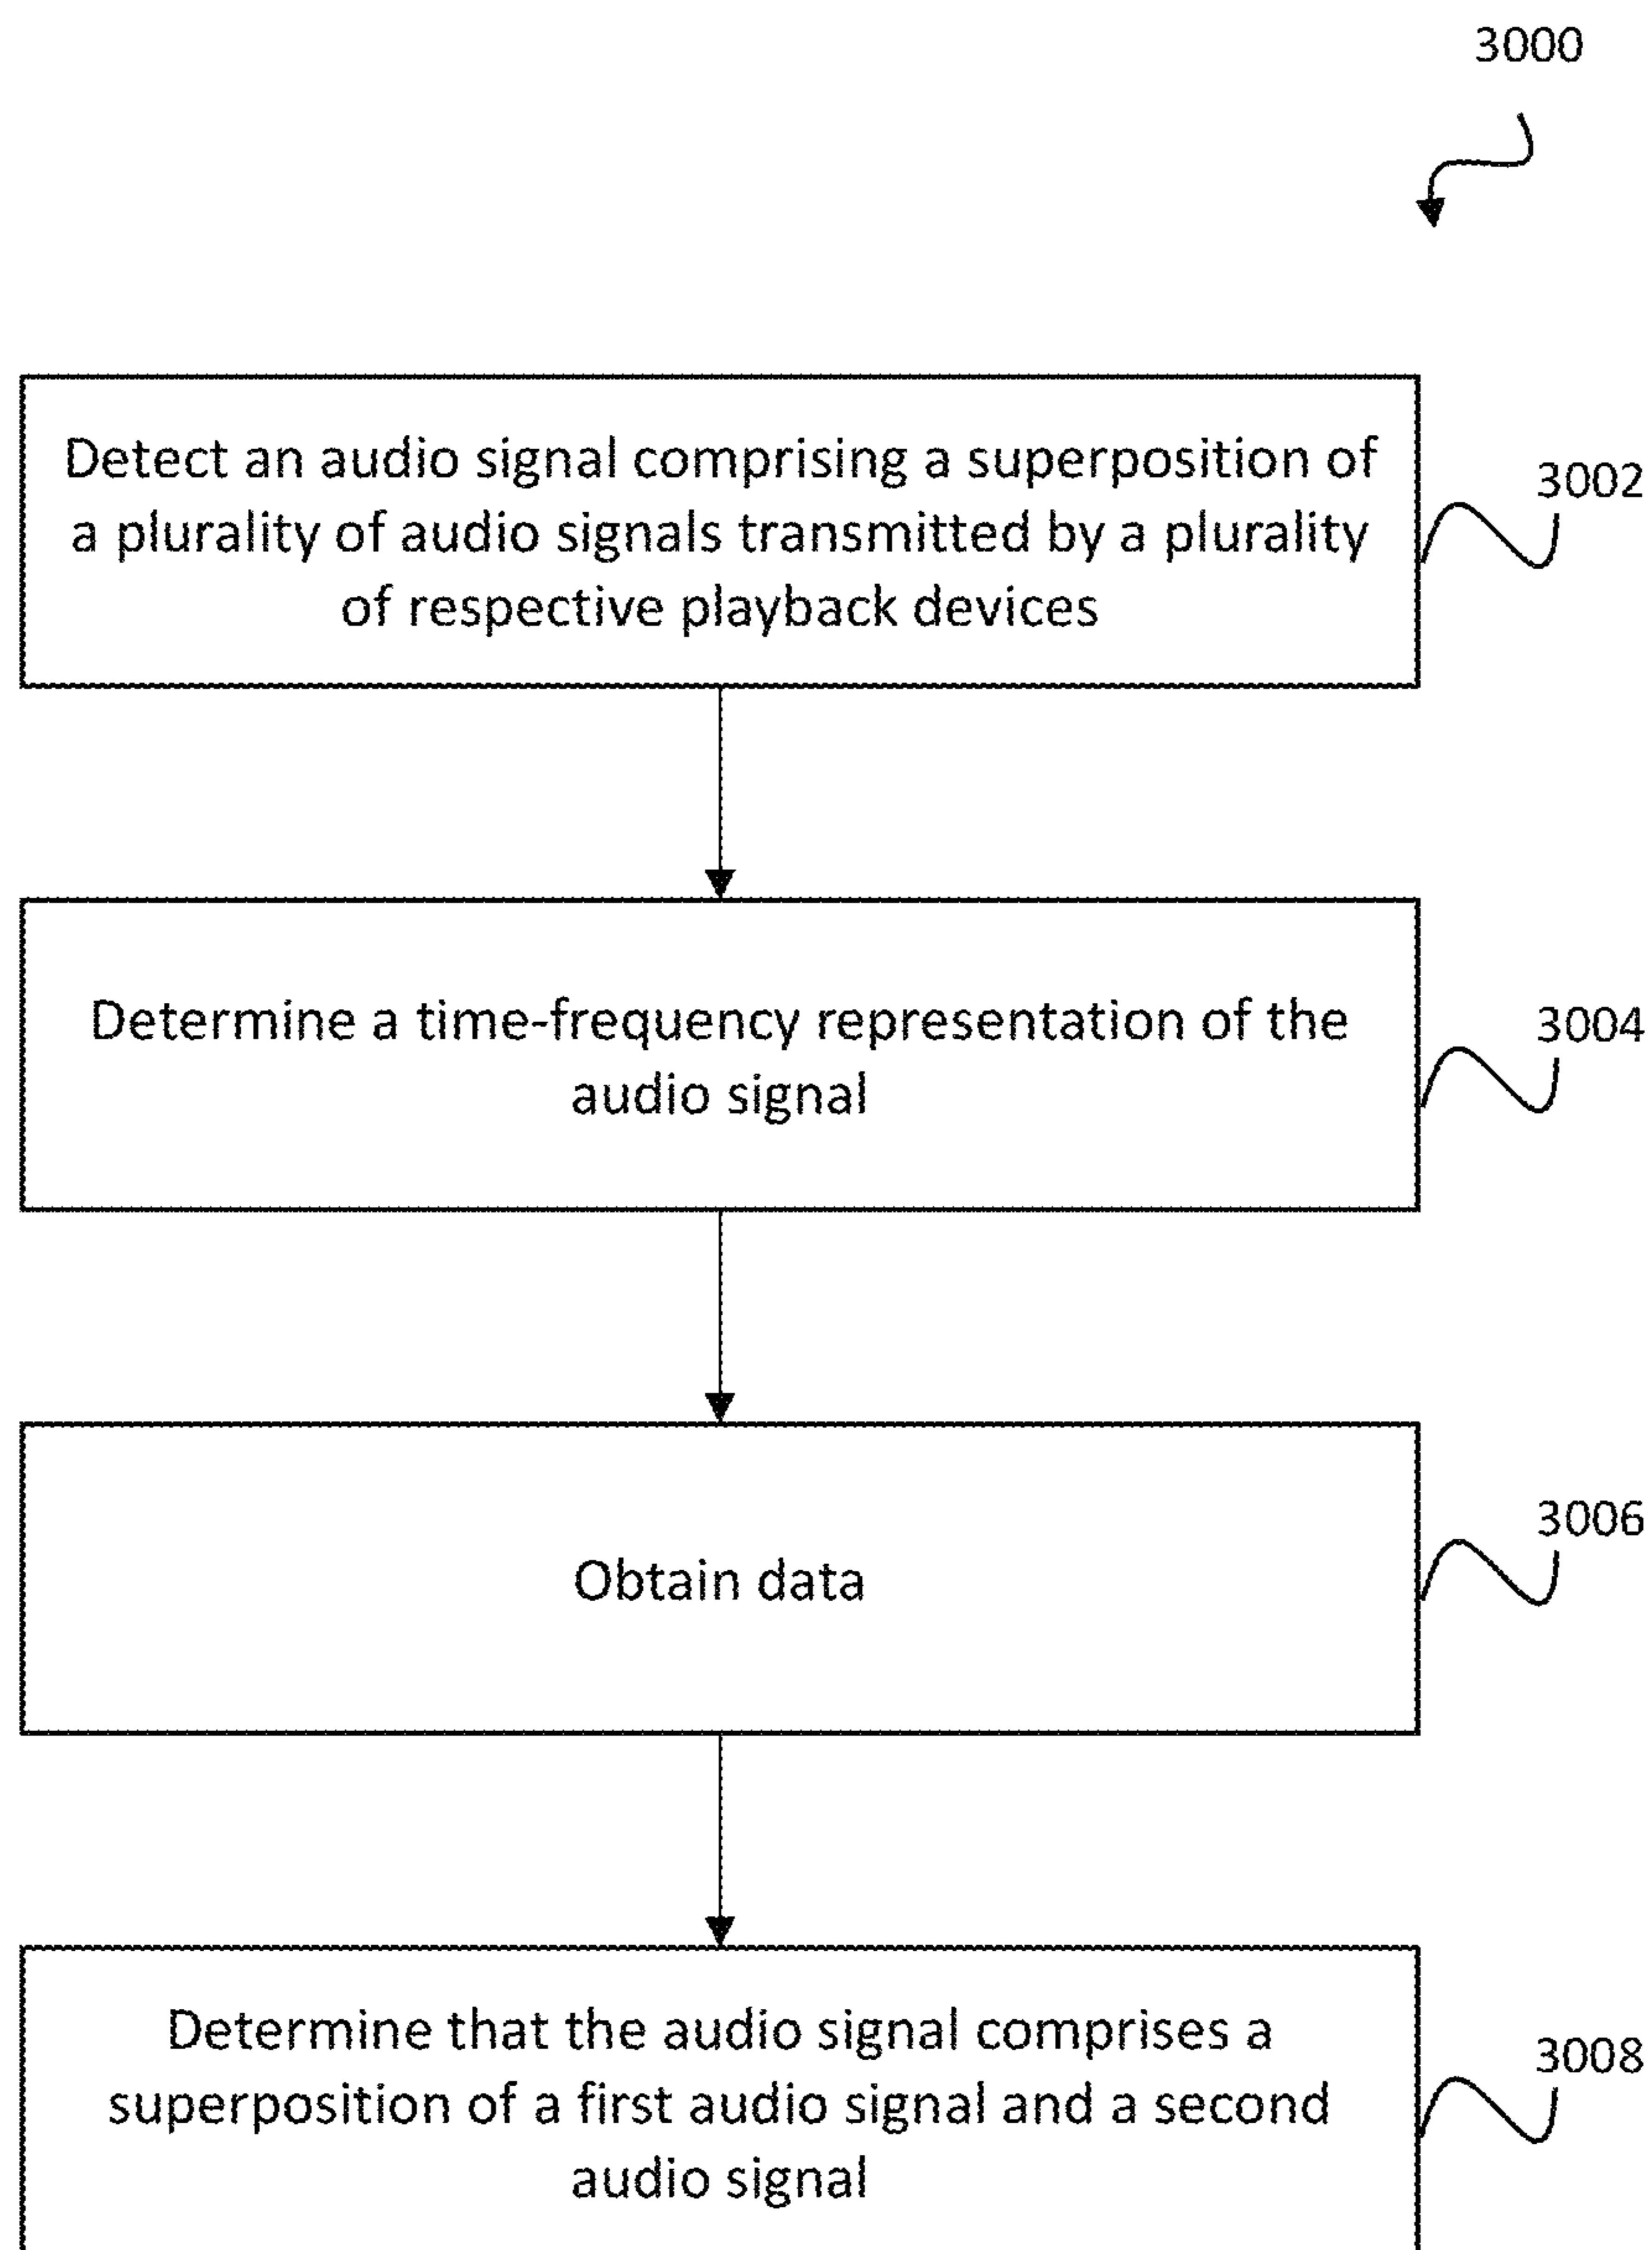 3000
Detect an audio signal comprising a superposition of
a plurality of audio signals transmitted by a plurality
of respective playback devices
3002
Determine a time-frequency representation of the
audio signal
3004
Obtain data
3006
Determine that the audio signal comprises a
superposition of a first audio signal and a second
audio signal
3008